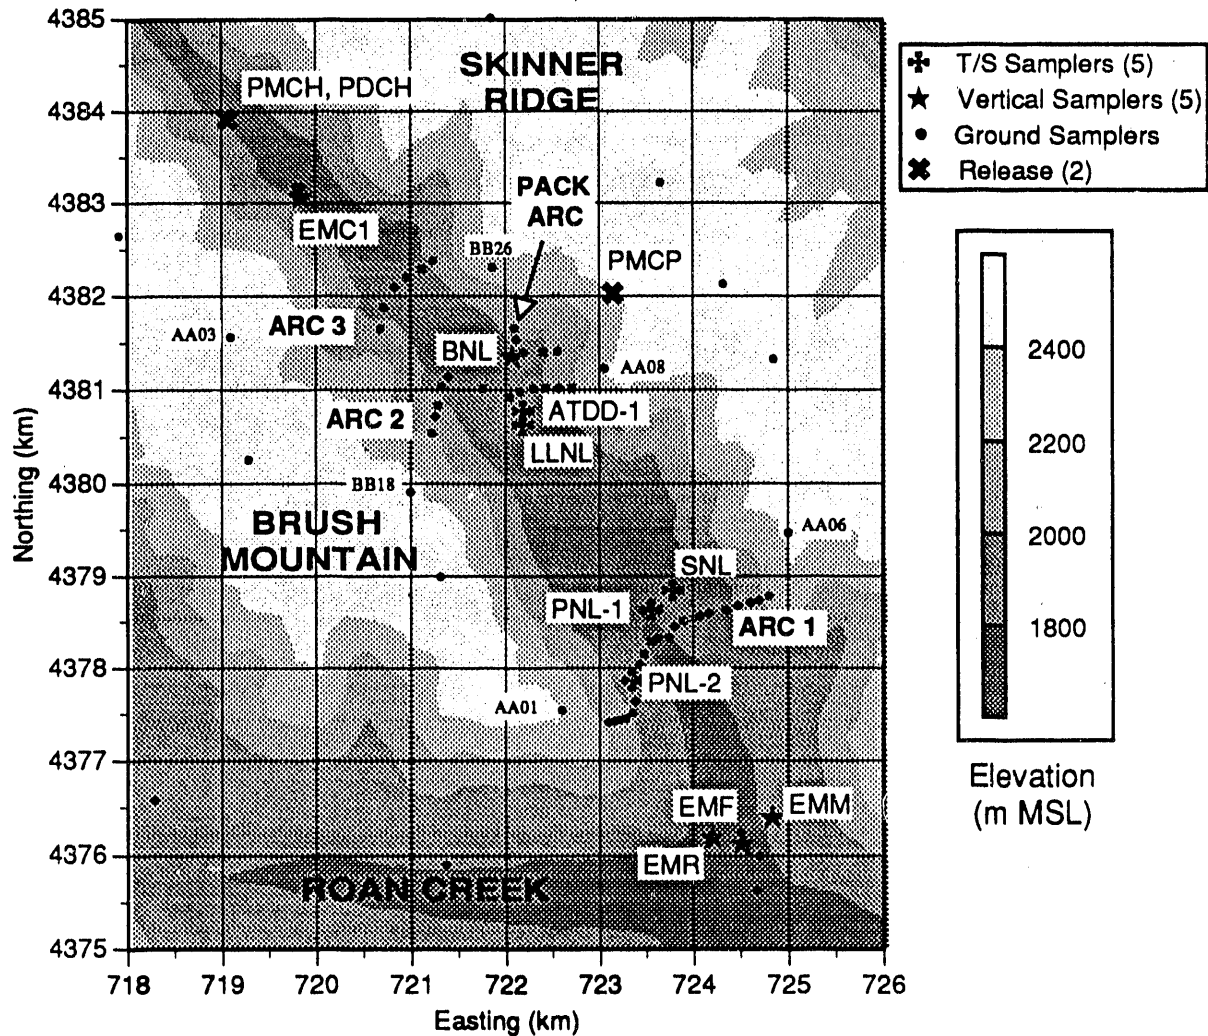 4385
4384
4383
4382
4381
4380
4379
4378
4377
4376
4375
Northing (km)
718
719
720
721
722
723
724
725
726
Easting (km)
SKINNER
RIDGE
PMCH, PDCH
EMC1
PACK
ARC
BB26
PMCP
AA03
ARC 3
BNL
AA08
ARC 2
ATDD-1
LLNL
BB18
BRUSH
MOUNTAIN
AA06
SNL
PNL-1
ARC 1
PNL-2
AA01
EMF
EMM
EMR
ROAN CREEK
T/S Samplers (5)
Vertical Samplers (5)
Ground Samplers
Release (2)
2400
2200
2000
1800
Elevation
(m MSL)